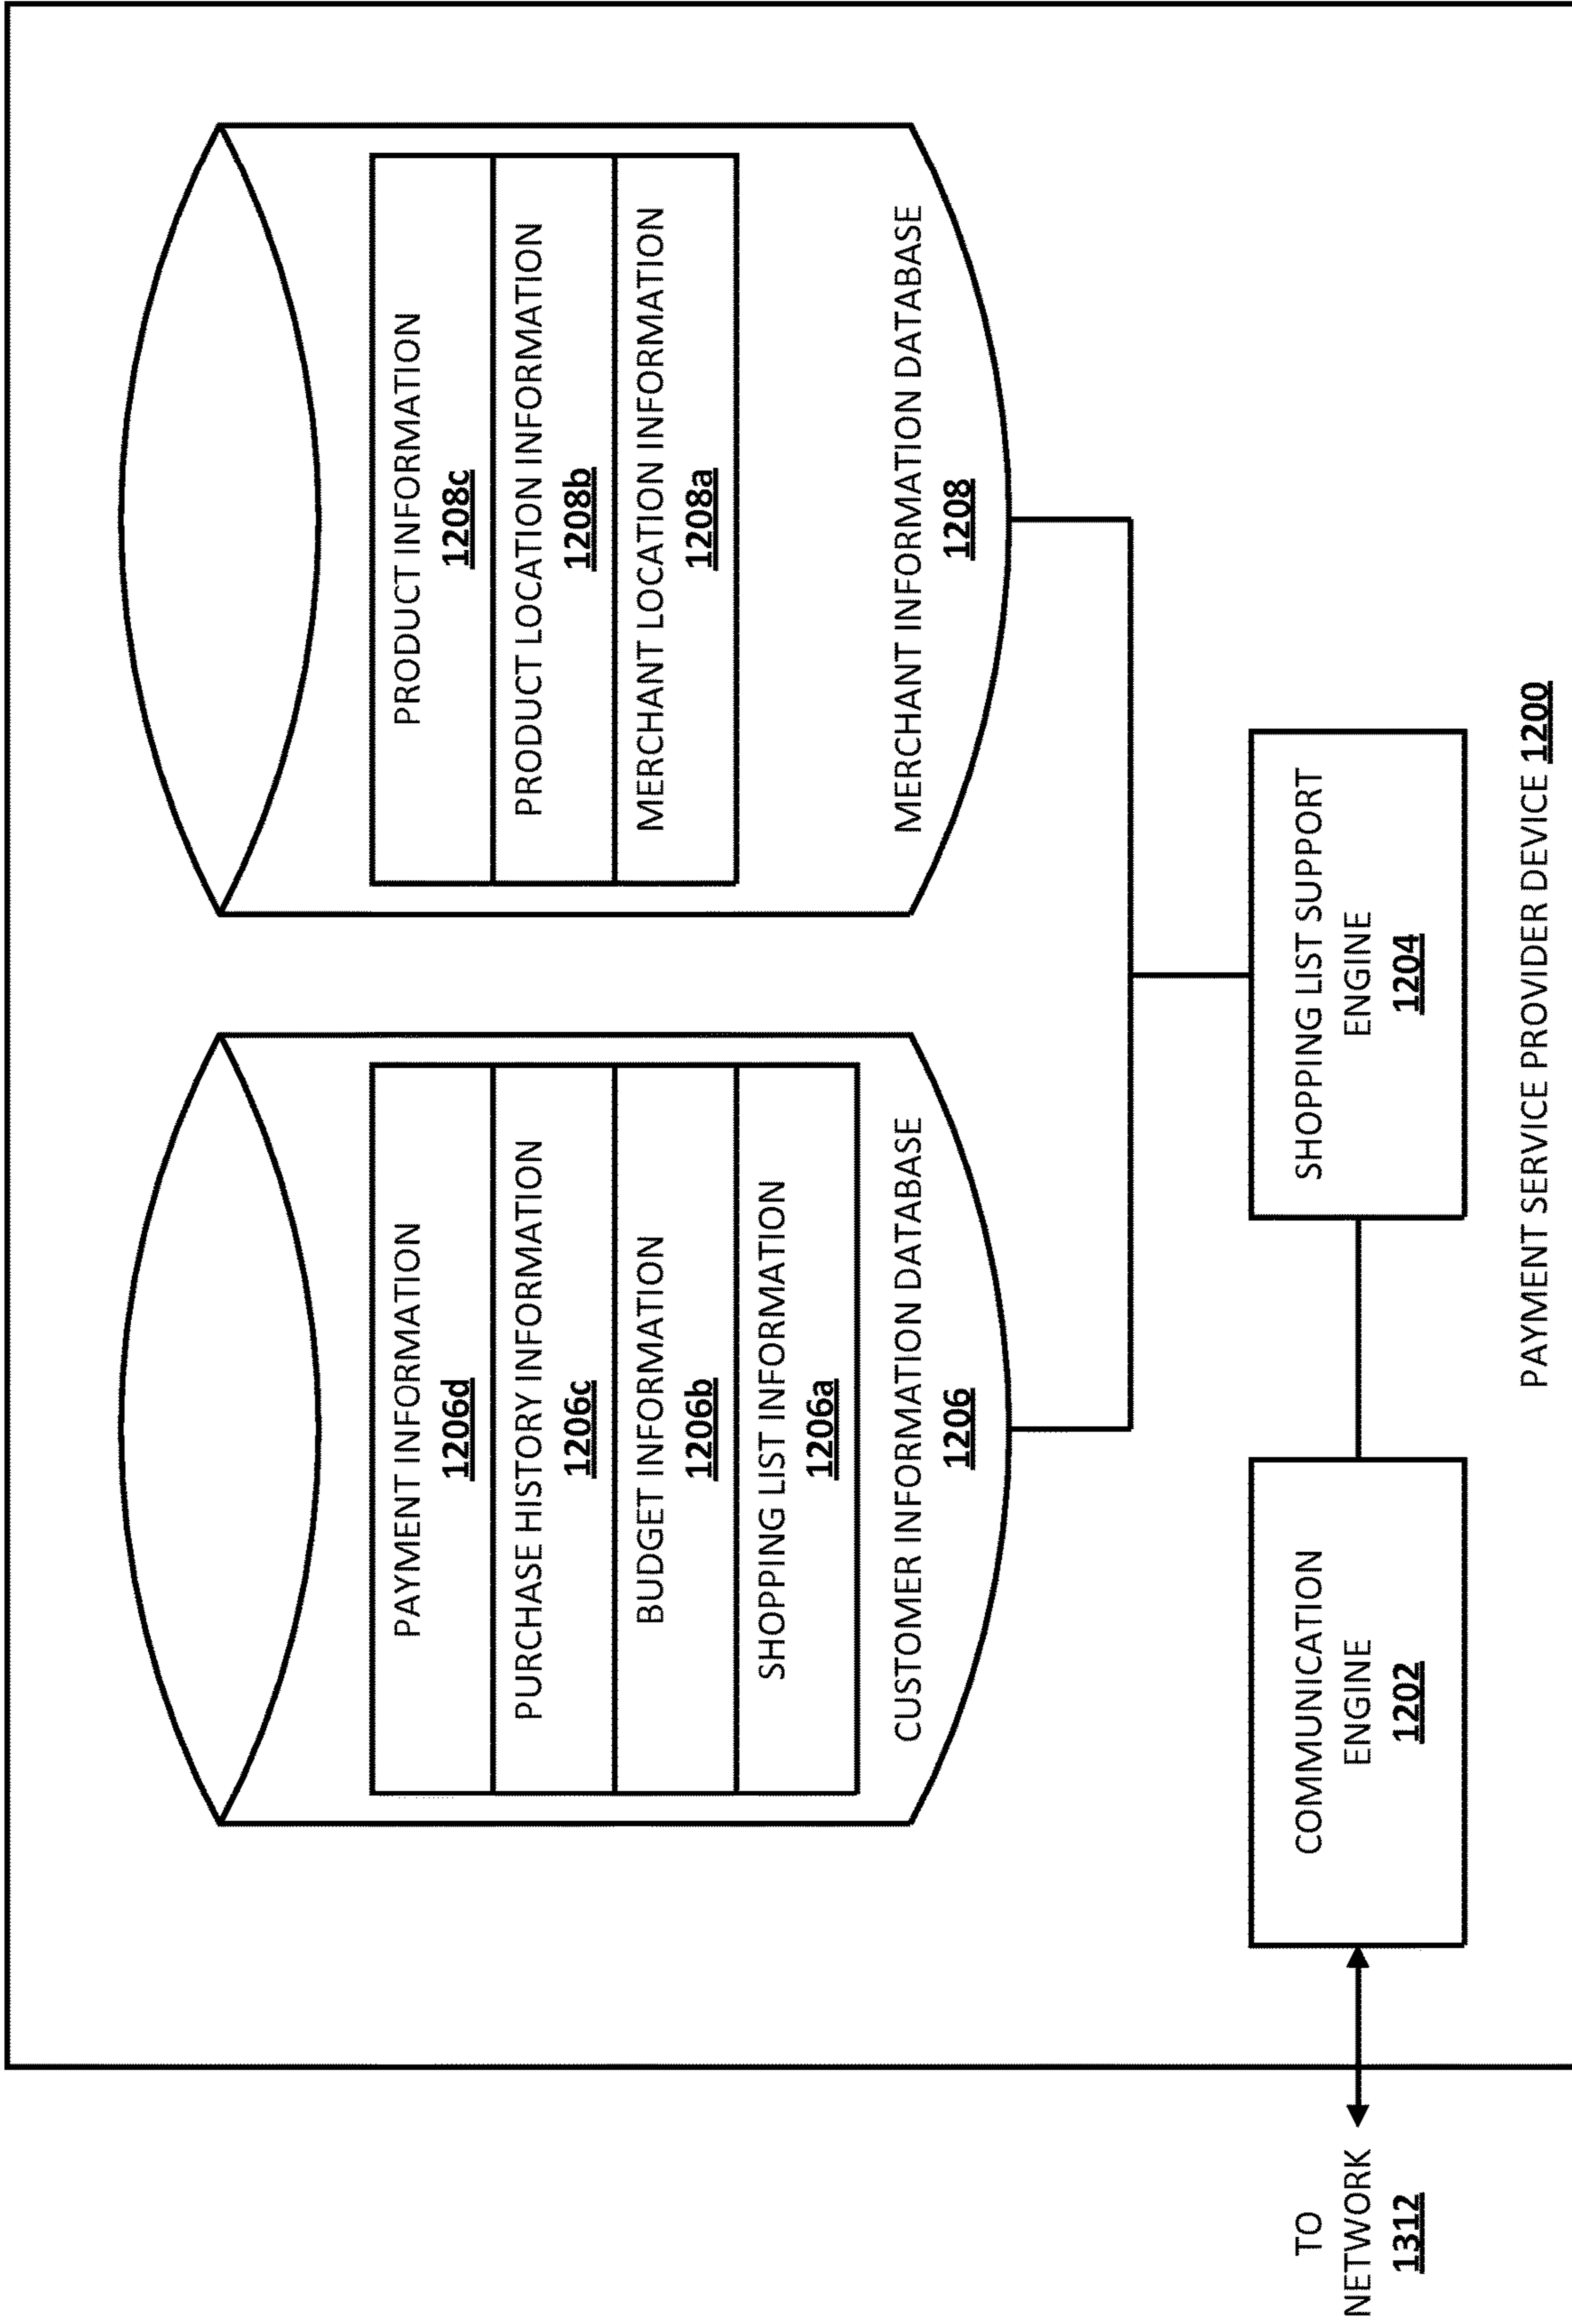 PAYMENT INFORMATION
1206d
PURCHASE HISTORY INFORMATION
1206c
BUDGET INFORMATION
1206b
SHOPPING LIST INFORMATION
1206a
CUSTOMER INFORMATION DATABASE
1206
PRODUCT INFORMATION
1208c
PRODUCT LOCATION INFORMATION
1208b
MERCHANT LOCATION INFORMATION
1208a
MERCHANT INFORMATION DATABASE
1208
TO
NETWORK
1312
COMMUNICATION
ENGINE
1202
SHOPPING LIST SUPPORT
ENGINE
1204
PAYMENT SERVICE PROVIDER DEVICE 1200